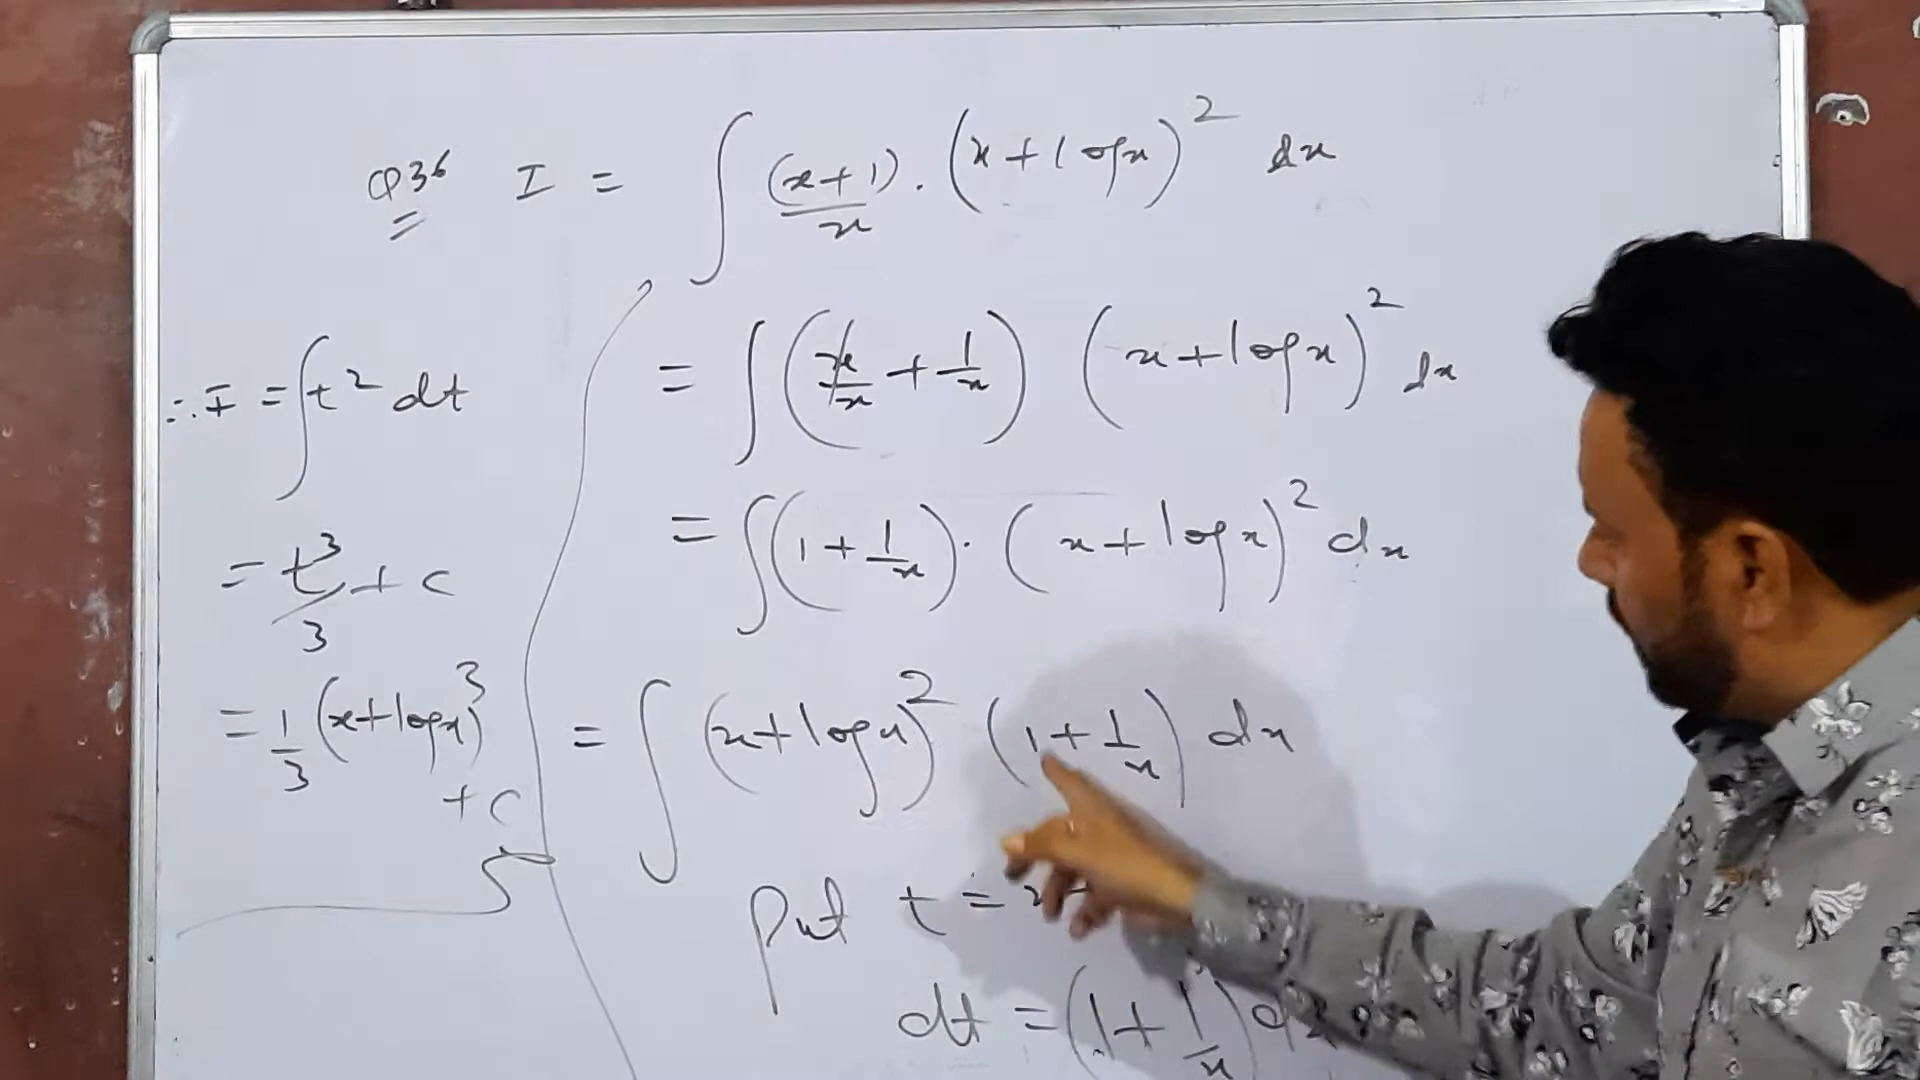 Q36 I = ∫ (x+1)/x . (x + log x)² dx
= ∫ (x/x + 1/x) (x + log x)² dx
= ∫ (1 + 1/x) . (x + log x)² dx
= ∫ (x + log x)² (1 + 1/x) dx
put t = x +
dt = (1 + 1/x) dx
∴ I = ∫ t² dt
= t³/3 + c
= 1/3 (x + log x)³
+ c